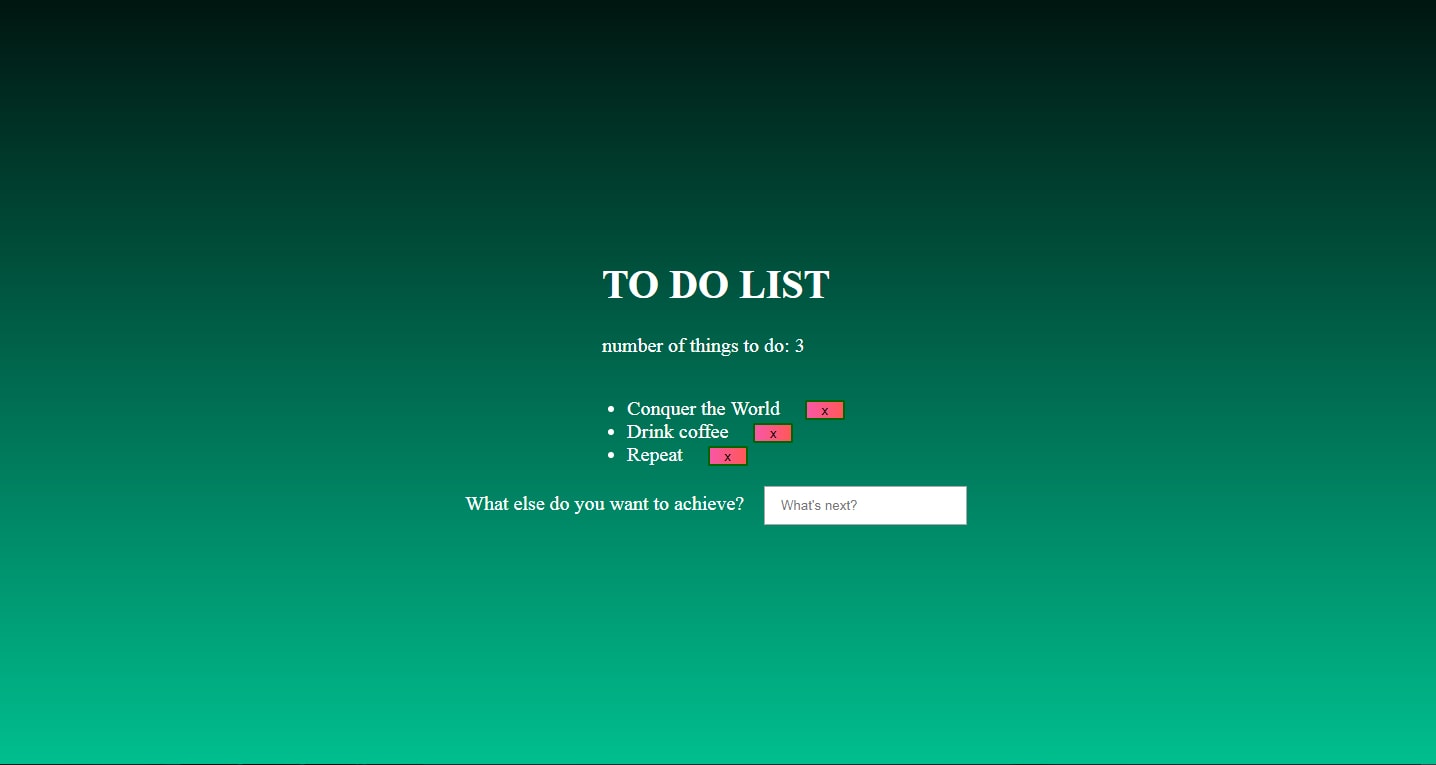 TO DO LIST
number of things to do: 3
Conquer the World x
Drink coffee x
Repeat x
What else do you want to achieve? What's next?